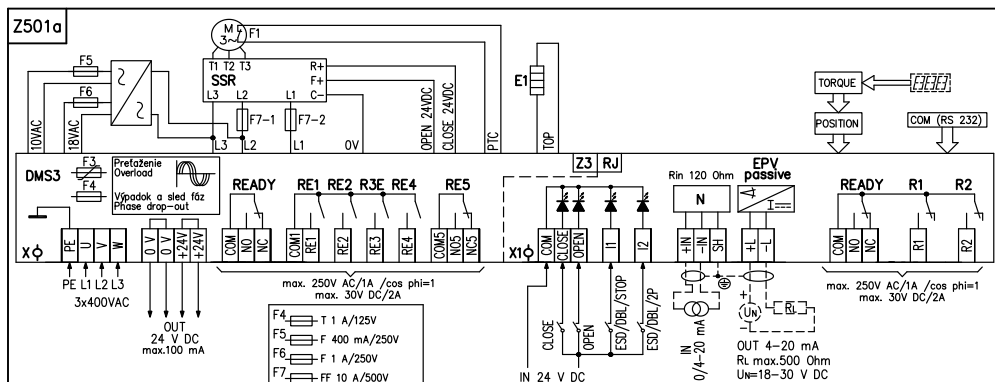 Z501a
M
3~
F1
T1 T2 T3
SSR
R+
F+
C-
L3 L2 L1
F5
F6
F7-1
F7-2
E1
TORQUE
POSITION
COM (RS 232)
10VAC
18VAC
L3
L2
L1
0V
OPEN 24VDC
CLOSE 24VDC
PTC
TOP
DMS3
F3
F4
Preťaženie
Overload
Výpadok a sled fáz
Phase drop-out
READY
RE1 RE2 R3E RE4
RE5
Z3 RJ
Rin 120 Ohm
N
EPV
passive
I
READY
R1
R2
X
PE
U
V
W
0 V
0 V
+24V
+24V
COM
NO
NC
COM1
RE1
RE2
RE3
RE4
COM5
NO5
NC5
X1
COM
CLOSE
OPEN
I1
I2
+IN
-IN
SH
+L
-L
COM
NO
NC
R1
R2
PE L1 L2 L3
3x400VAC
OUT
24 V DC
max.100 mA
max. 250V AC/1A /cos phi=1
max. 30V DC/2A
F4 T 1 A/125V
F5 F 400 mA/250V
F6 F 1 A/250V
F7 FF 10 A/500V
CLOSE
OPEN
ESD/DBL/STOP
ESD/DBL/2P
IN 24 V DC
IN
0/4-20 mA
+
UN
-
RL
OUT 4-20 mA
RL max.500 Ohm
UN=18-30 V DC
max. 250V AC/1A /cos phi=1
max. 30V DC/2A